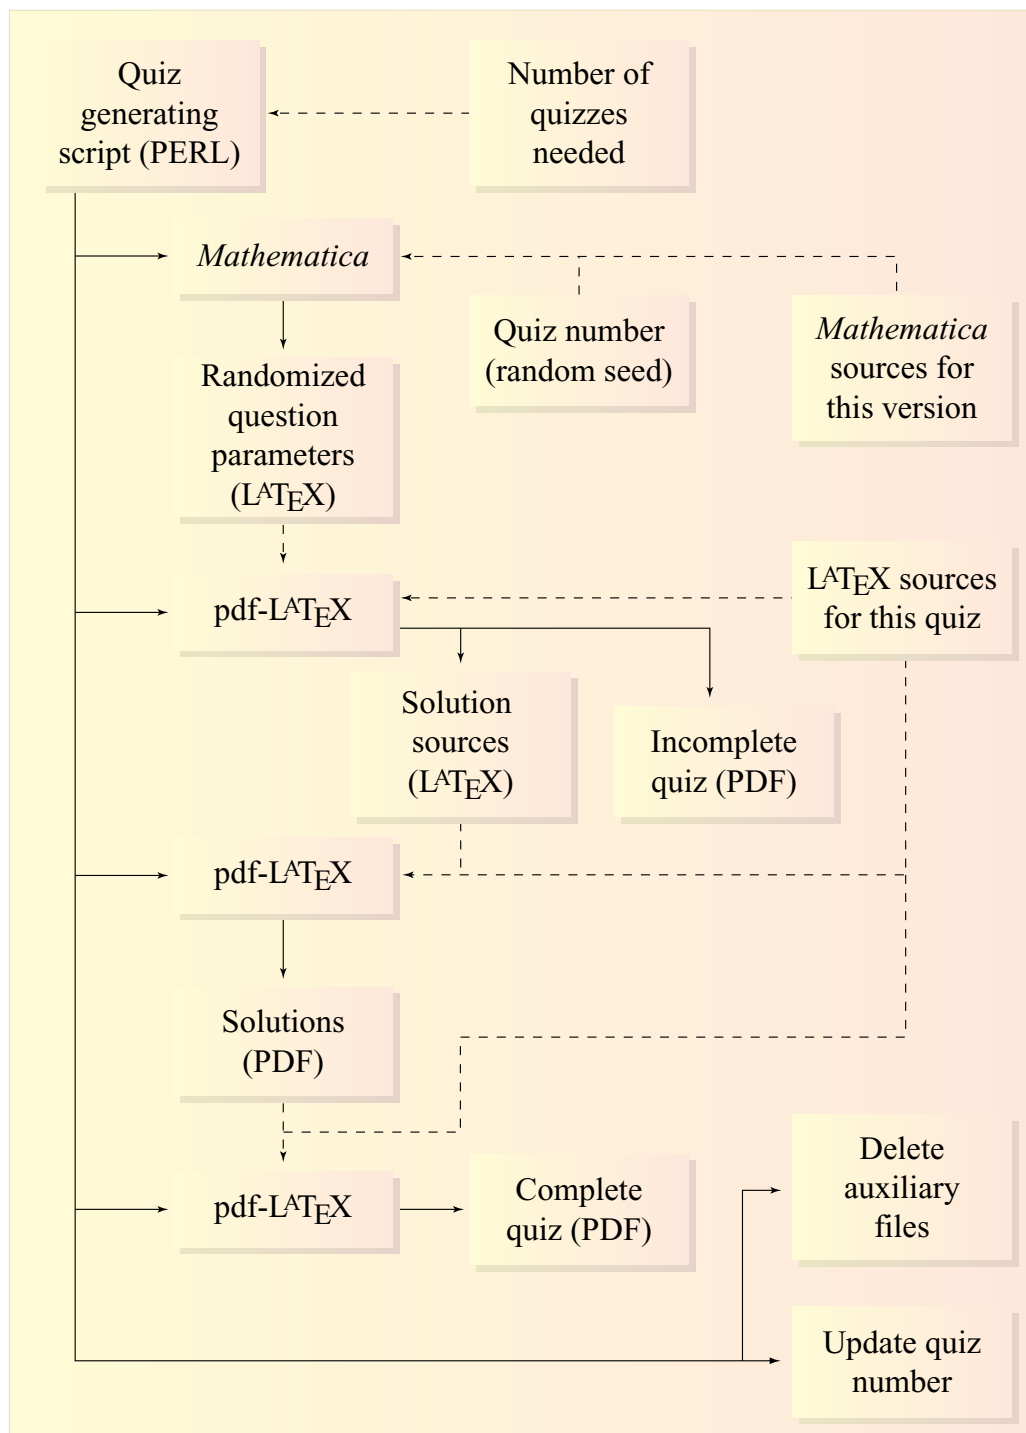 Quiz
generating
script (PERL)
Number of
quizzes
needed
Mathematica
Quiz number
(random seed)
Mathematica
sources for
this version
Randomized
question
parameters
(LATEX)
pdf-LATEX
LATEX sources
for this quiz
Solution
sources
(LATEX)
Incomplete
quiz (PDF)
pdf-LATEX
Solutions
(PDF)
pdf-LATEX
Complete
quiz (PDF)
Delete
auxiliary
files
Update quiz
number